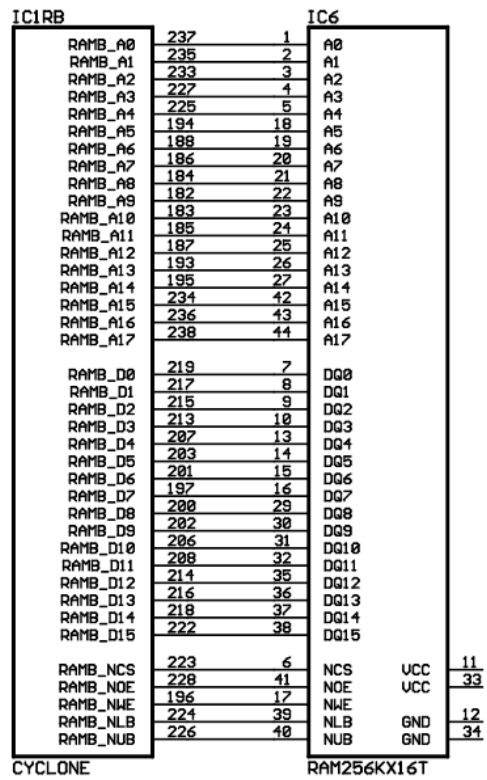 IC1RB IC6
RAMB_A0 237 1 A0
RAMB_A1 235 2 A1
RAMB_A2 233 3 A2
RAMB_A3 227 4 A3
RAMB_A4 225 5 A4
RAMB_A5 194 18 A5
RAMB_A6 188 19 A6
RAMB_A7 186 20 A7
RAMB_A8 184 21 A8
RAMB_A9 182 22 A9
RAMB_A10 183 23 A10
RAMB_A11 185 24 A11
RAMB_A12 187 25 A12
RAMB_A13 193 26 A13
RAMB_A14 195 27 A14
RAMB_A15 234 42 A15
RAMB_A16 236 43 A16
RAMB_A17 238 44 A17
RAMB_D0 219 7 DQ0
RAMB_D1 217 8 DQ1
RAMB_D2 215 9 DQ2
RAMB_D3 213 10 DQ3
RAMB_D4 207 13 DQ4
RAMB_D5 203 14 DQ5
RAMB_D6 201 15 DQ6
RAMB_D7 197 16 DQ7
RAMB_D8 200 29 DQ8
RAMB_D9 202 30 DQ9
RAMB_D10 206 31 DQ10
RAMB_D11 208 32 DQ11
RAMB_D12 214 35 DQ12
RAMB_D13 216 36 DQ13
RAMB_D14 218 37 DQ14
RAMB_D15 222 38 DQ15
RAMB_NCS 223 6 NCS VCC 11
RAMB_NOE 228 41 NOE VCC 33
RAMB_NWE 196 17 NWE
RAMB_NLB 224 39 NLB GND 12
RAMB_NUB 226 40 NUB GND 34
CYCLONE RAM256KX16T